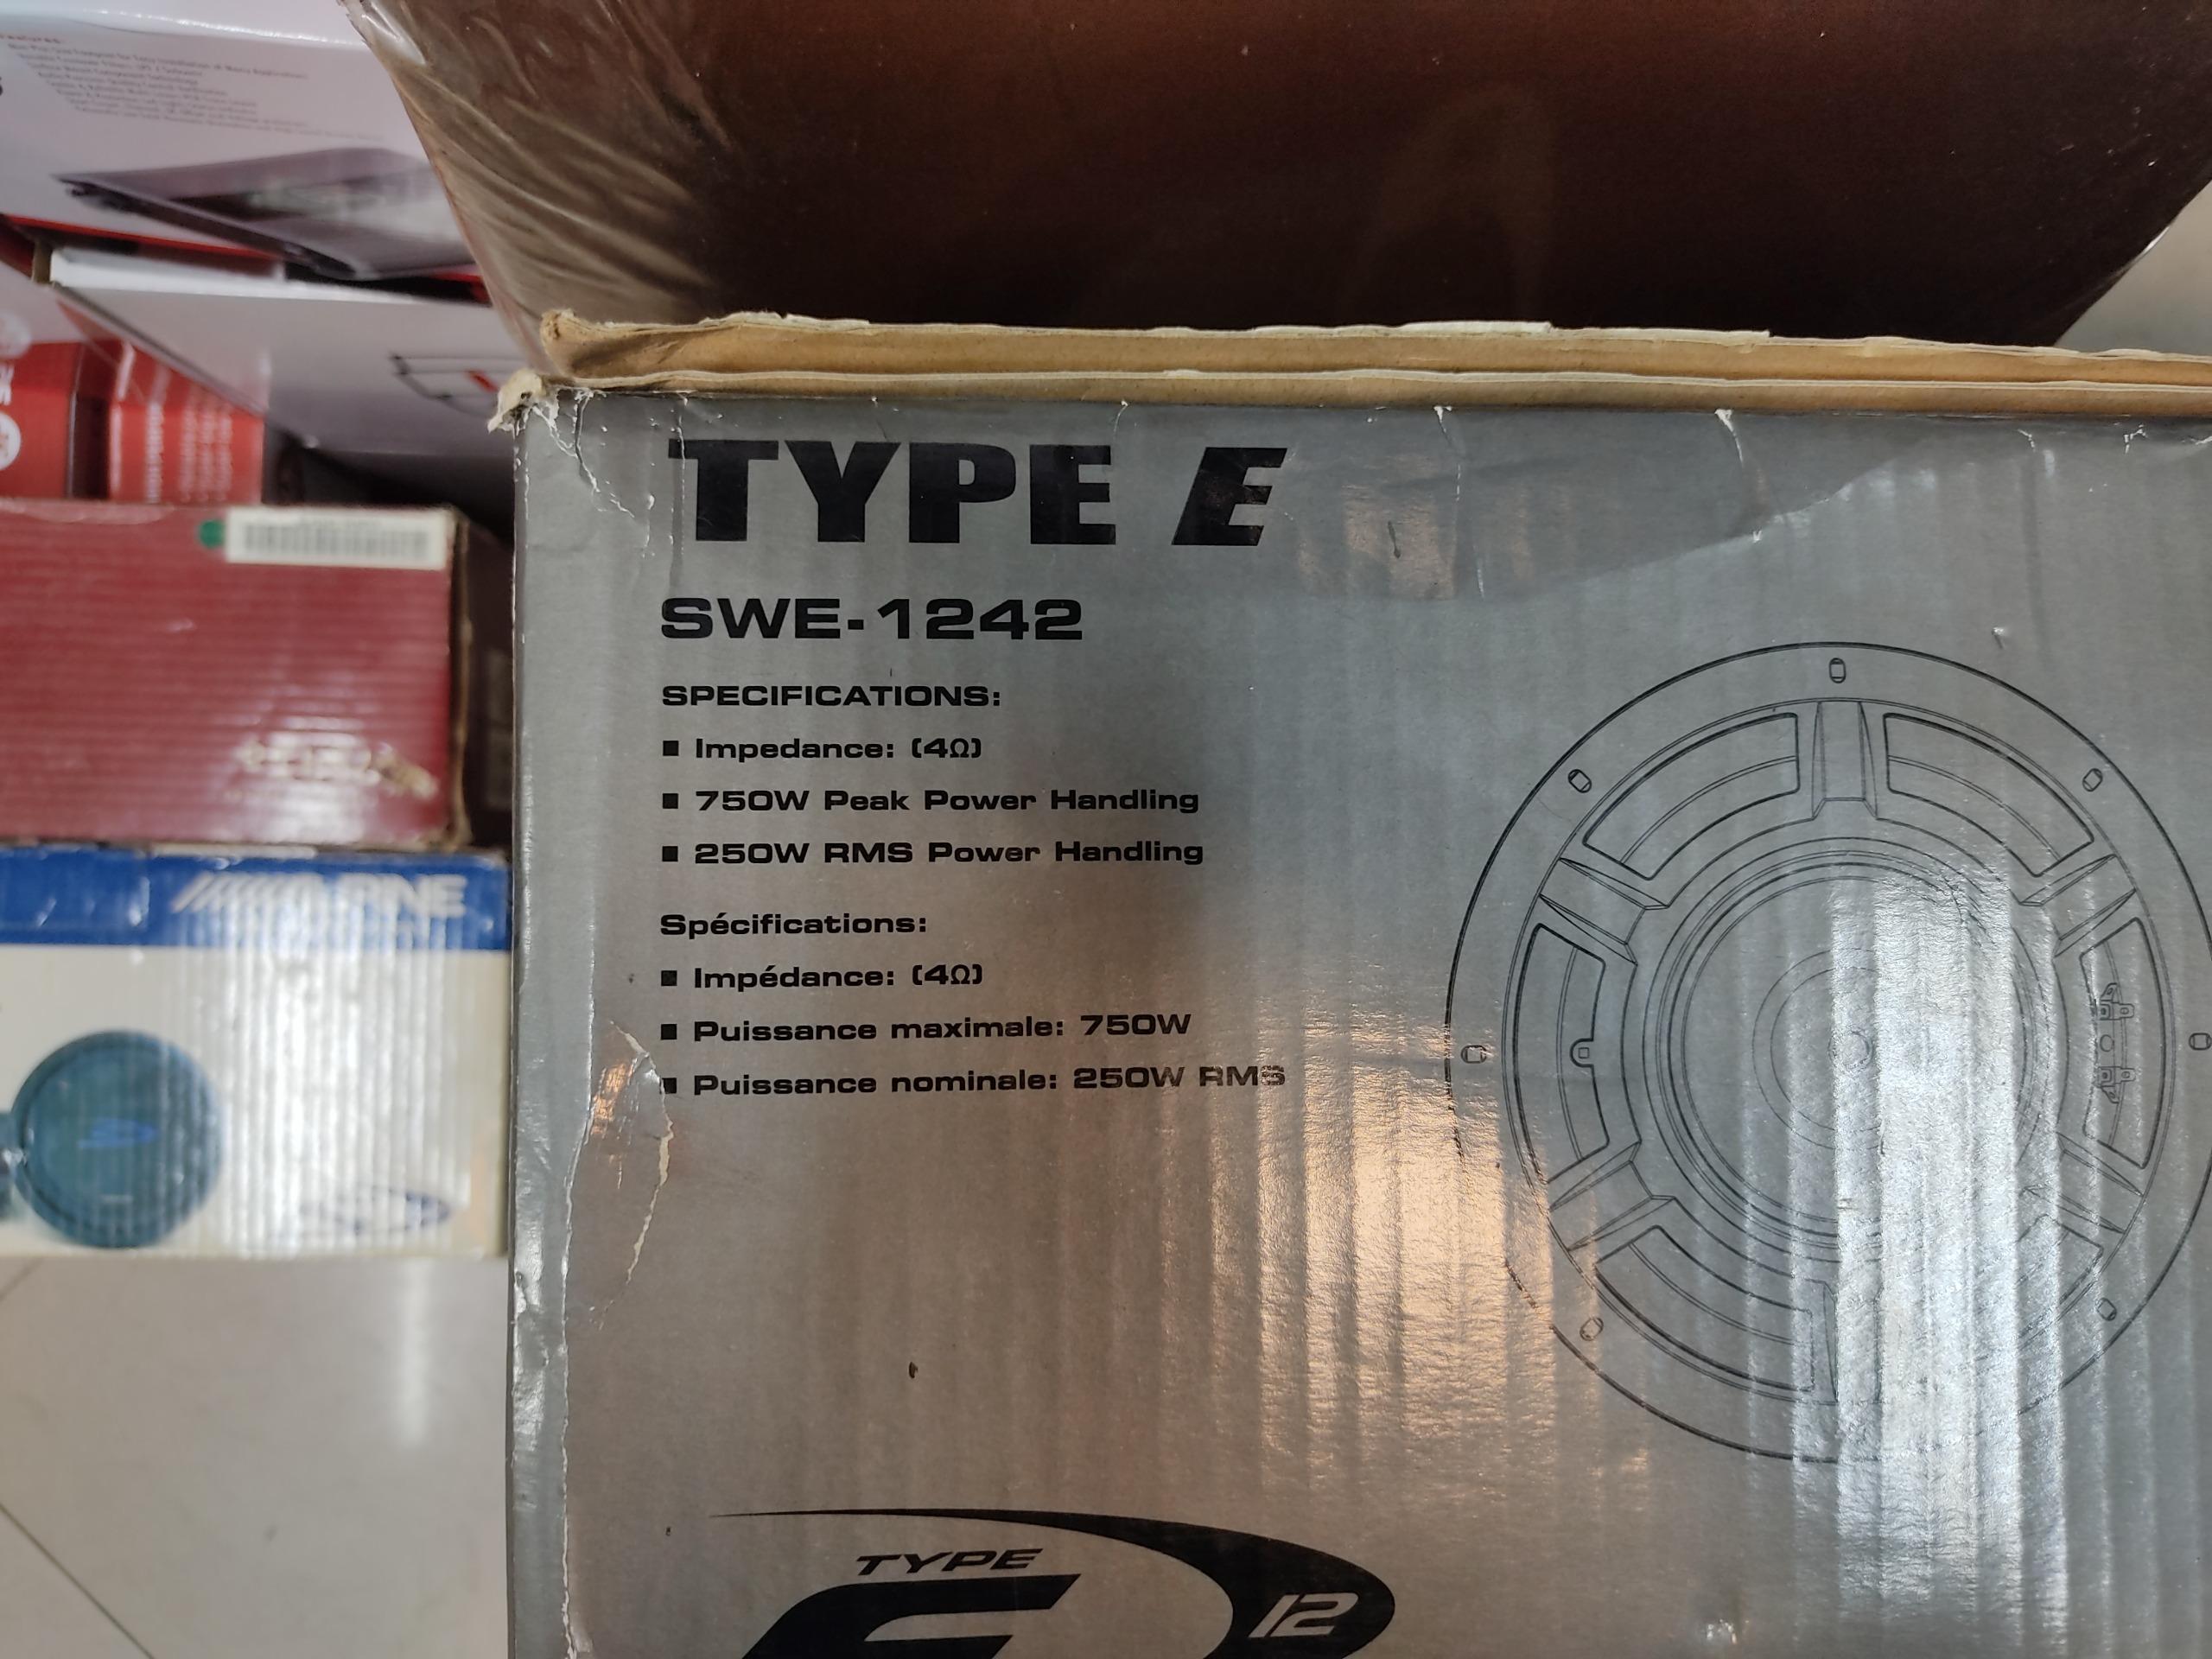 TYPE E
SWE-1242
SPECIFICATIONS:
■ Impedance: (4Ω)
■ 750W Peak Power Handling
■ 250W RMS Power Handling
Spécifications:
■ Impédance: (4Ω)
■ Puissance maximale: 750W
■ Puissance nominale: 250W RMS
TYPE
E 12
ALPINE